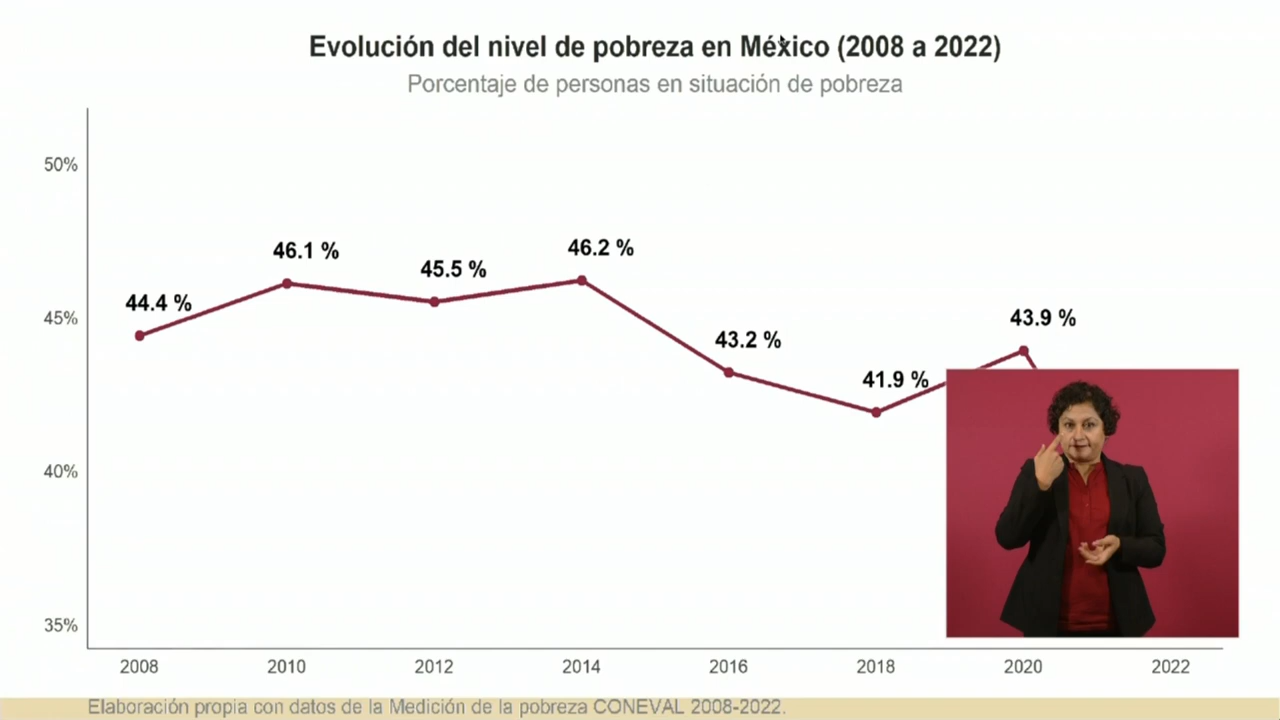 Evolución del nivel de pobreza en México (2008 a 2022)
Porcentaje de personas en situación de pobreza
50%
46.1 %
46.2 %
45.5 %
44.4 %
45%
43.9 %
43.2 %
41.9 %
40%
35%
2008 2010 2012 2014 2016 2018 2020 2022
Elaboración propia con datos de la Medición de la pobreza CONEVAL 2008-2022.